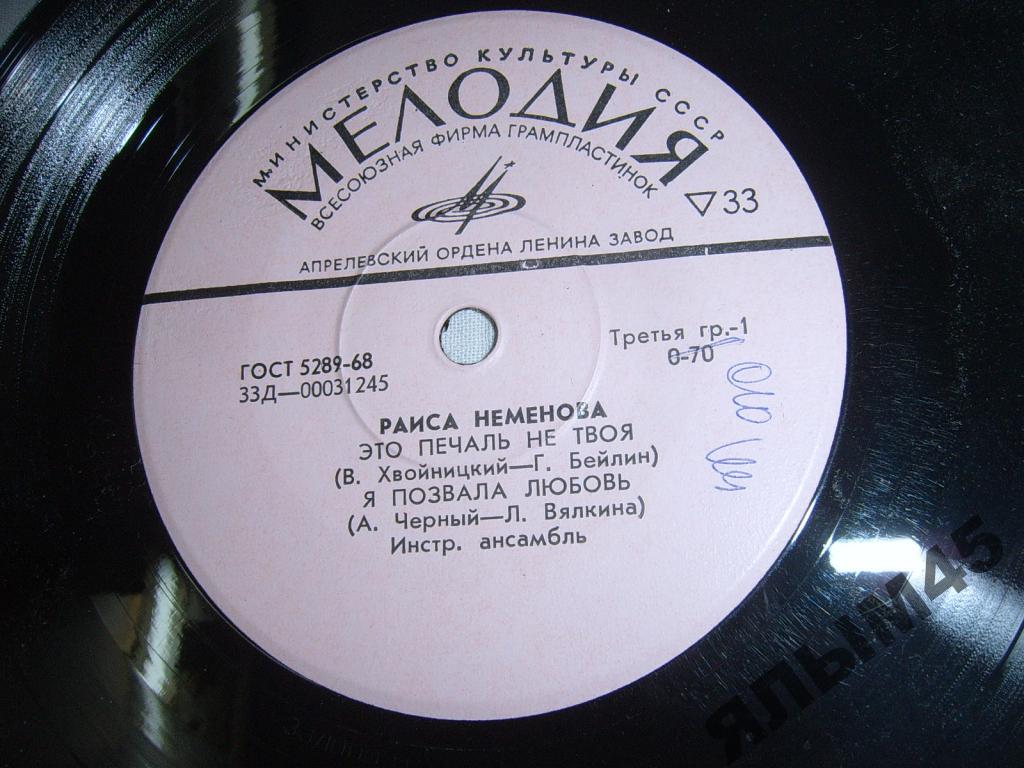 МИНИСТЕРСТВО КУЛЬТУРЫ СССР
МЕЛОДИЯ
ВСЕСОЮЗНАЯ ФИРМА ГРАМПЛАСТИНОК
33
АПРЕЛЕВСКИЙ ОРДЕНА ЛЕНИНА ЗАВОД
ГОСТ 5289-68
33Д—00031245
Третья гр.-1
0-70
РАИСА НЕМЕНОВА
ЭТО ПЕЧАЛЬ НЕ ТВОЯ
(В. Хвойницкий—Г. Бейлин)
Я ПОЗВАЛА ЛЮБОВЬ
(А. Черный—Л. Вялкина)
Инстр. ансамбль
ЯЛЫМ45